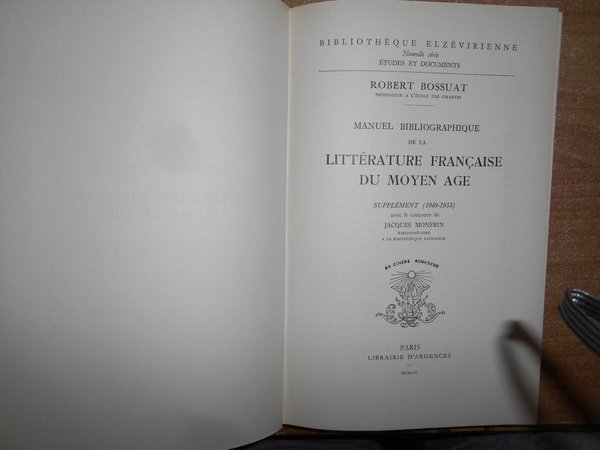 BIBLIOTHÈQUE ELZÉVIRIENNE
Nouvelle série
ÉTUDES ET DOCUMENTS
ROBERT BOSSUAT
PROFESSEUR A L'ÉCOLE DES CHARTES
MANUEL BIBLIOGRAPHIQUE
DE LA
LITTÉRATURE FRANÇAISE
DU MOYEN AGE
SUPPLÉMENT (1949-1953)
avec le concours de
JACQUES MONFRIN
BIBLIOTHÉCAIRE
A LA BIBLIOTHÈQUE NATIONALE
EX CINERE RENASCOR
PARIS
LIBRAIRIE D'ARGENCES
MCMLV